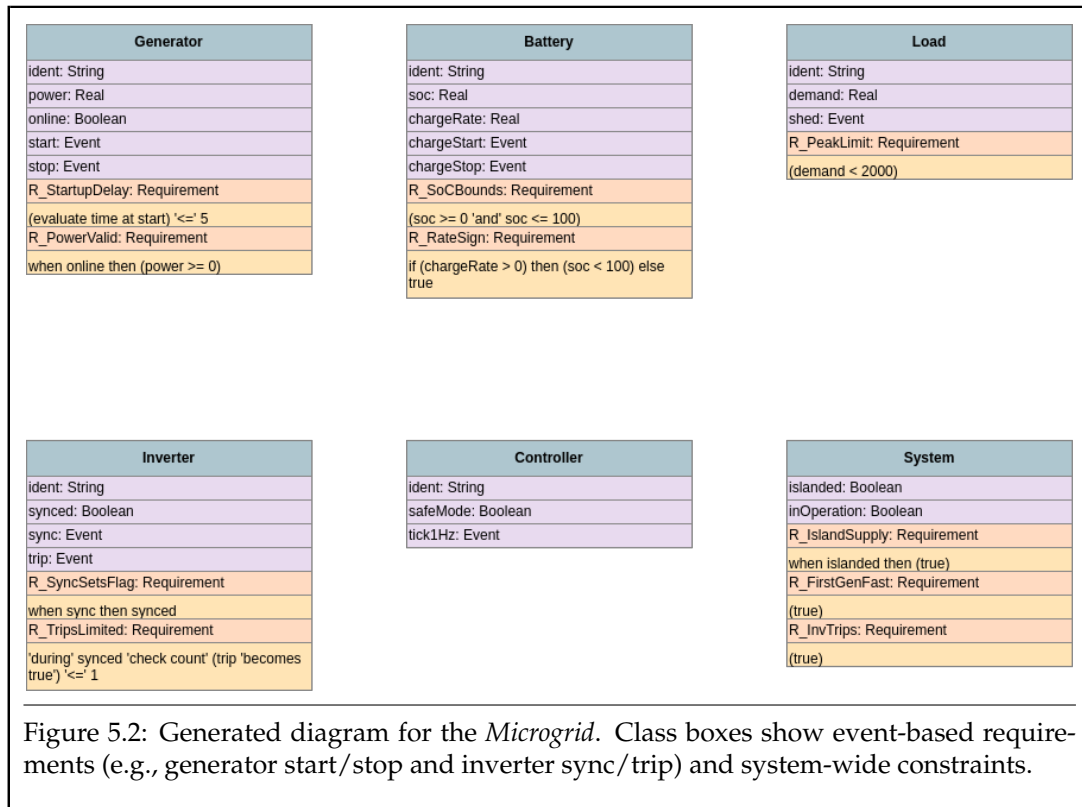 Generator
ident: String
power: Real
online: Boolean
start: Event
stop: Event
R_StartupDelay: Requirement
(evaluate time at start) '<=' 5
R_PowerValid: Requirement
when online then (power >= 0)
Battery
ident: String
soc: Real
chargeRate: Real
chargeStart: Event
chargeStop: Event
R_SoCBounds: Requirement
(soc >= 0 'and' soc <= 100)
R_RateSign: Requirement
if (chargeRate > 0) then (soc < 100) else
true
Load
ident: String
demand: Real
shed: Event
R_PeakLimit: Requirement
(demand < 2000)
Inverter
ident: String
synced: Boolean
sync: Event
trip: Event
R_SyncSetsFlag: Requirement
when sync then synced
R_TripsLimited: Requirement
'during' synced 'check count' (trip 'becomes
true') '<=' 1
Controller
ident: String
safeMode: Boolean
tick1Hz: Event
System
islanded: Boolean
inOperation: Boolean
R_IslandSupply: Requirement
when islanded then (true)
R_FirstGenFast: Requirement
(true)
R_InvTrips: Requirement
(true)
Figure 5.2: Generated diagram for the Microgrid. Class boxes show event-based require-
ments (e.g., generator start/stop and inverter sync/trip) and system-wide constraints.